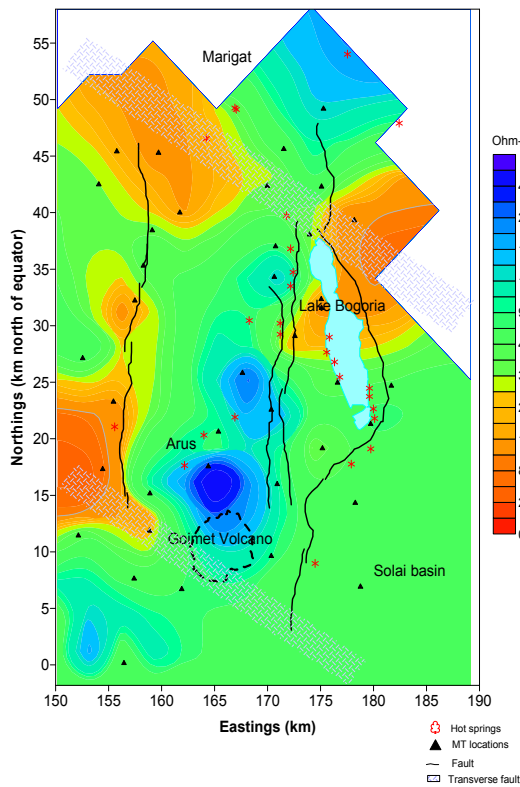 Marigat
Ohm-
Lake Bogoria
Arus
Goimet Volcano
Solai basin
Northings (km north of equator)
55
50
45
40
35
30
25
20
15
10
5
0
150 155 160 165 170 175 180 185 190
Eastings (km)
Hot springs
MT locations
Fault
Transverse fault